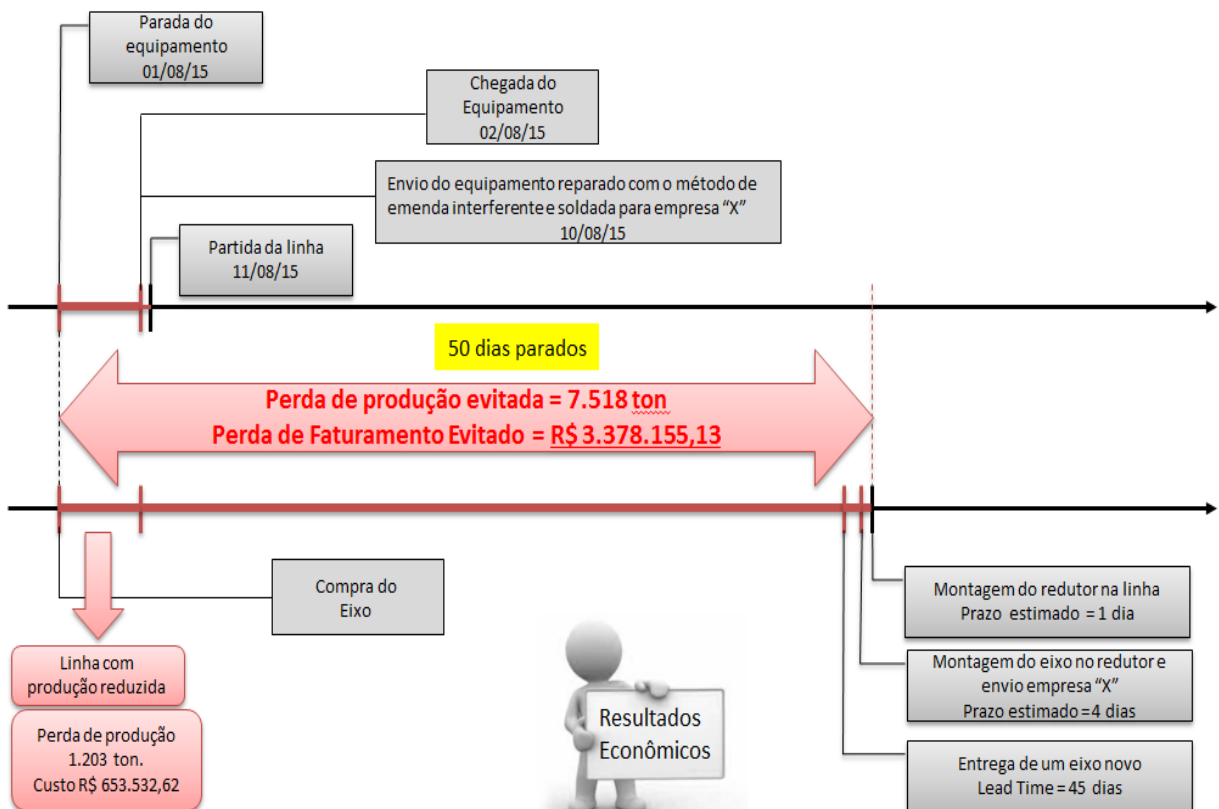 Parada do
equipamento
01/08/15
Chegada do
Equipamento
02/08/15
Envio do equipamento reparado com o método de
emenda interferente e soldada para empresa “X”
10/08/15
Partida da linha
11/08/15
50 dias parados
Perda de produção evitada = 7.518 ton
Perda de Faturamento Evitado = R$ 3.378.155,13
Compra do
Eixo
Montagem do redutor na linha
Prazo estimado = 1 dia
Linha com
produção reduzida
Montagem do eixo no redutor e
envio empresa “X”
Prazo estimado = 4 dias
Perda de produção
1.203 ton.
Custo R$ 653.532,62
Resultados
Econômicos
Entrega de um eixo novo
Lead Time = 45 dias